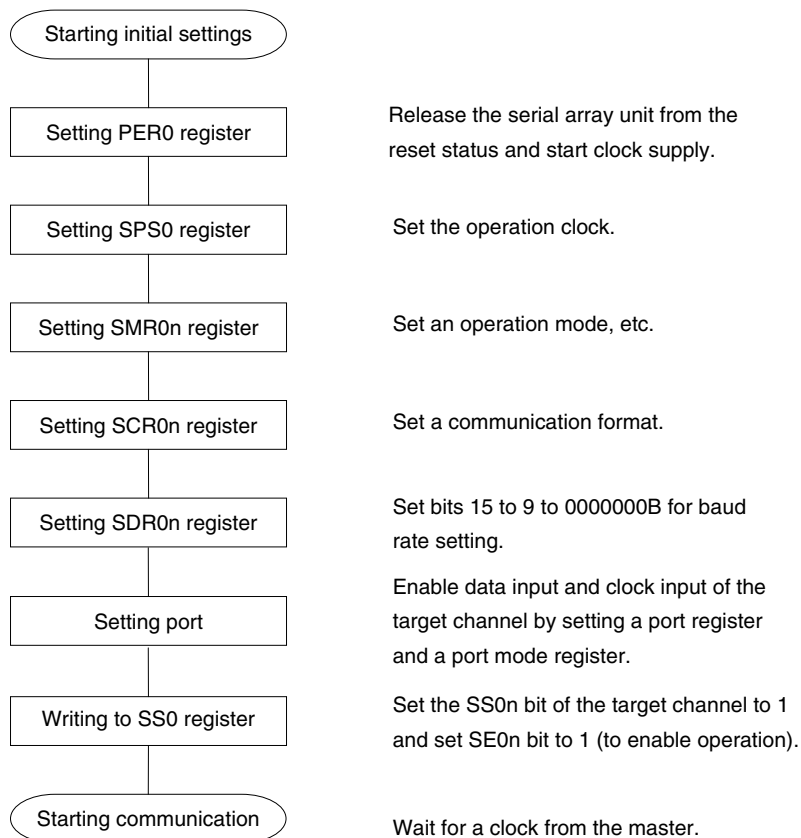 Starting initial settings
Setting PER0 register
Release the serial array unit from the
reset status and start clock supply.
Setting SPS0 register
Set the operation clock.
Setting SMR0n register
Set an operation mode, etc.
Setting SCR0n register
Set a communication format.
Setting SDR0n register
Set bits 15 to 9 to 0000000B for baud
rate setting.
Setting port
Enable data input and clock input of the
target channel by setting a port register
and a port mode register.
Writing to SS0 register
Set the SS0n bit of the target channel to 1
and set SE0n bit to 1 (to enable operation).
Starting communication
Wait for a clock from the master.